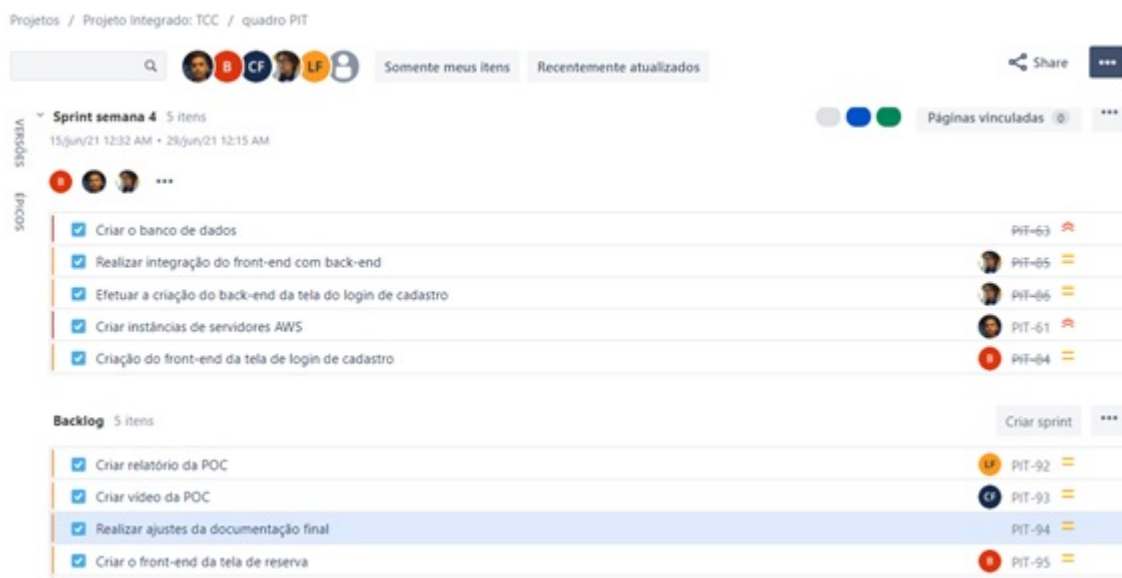 Projetos / Projeto Integrado: TCC / quadro PIT
B CF LF Somente meus itens Recentemente atualizados Share
VERSÕES
ÉPICOS
Sprint semana 4 5 itens Páginas vinculadas 0
15/jun/21 12:32 AM • 29/jun/21 12:15 AM
B
Criar o banco de dados PIT-63
Realizar integração do front-end com back-end PIT-85
Efetuar a criação do back-end da tela do login de cadastro PIT-86
Criar instâncias de servidores AWS PIT-61
Criação do front-end da tela de login de cadastro B PIT-84
Backlog 5 itens Criar sprint
Criar relatório da POC LF PIT-92
Criar vídeo da POC CF PIT-93
Realizar ajustes da documentação final PIT-94
Criar o front-end da tela de reserva B PIT-95